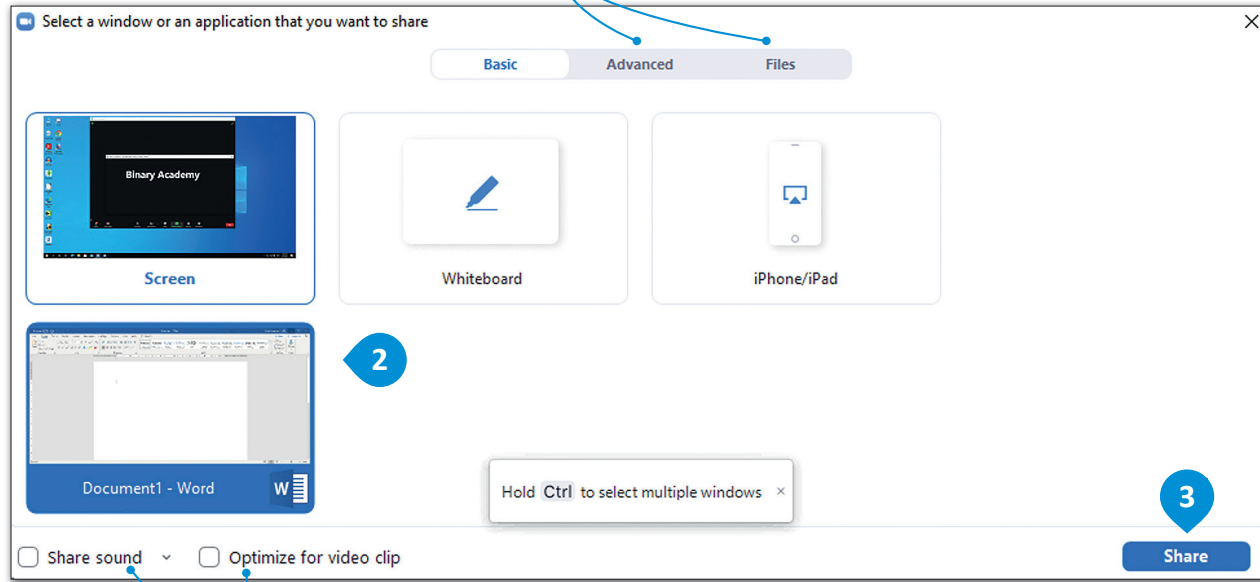 Select a window or an application that you want to share
Basic Advanced Files
Binary Academy
Screen
Whiteboard
iPhone/iPad
2
Document1 - Word
W
Hold Ctrl to select multiple windows
3
Share sound Optimize for video clip
Share